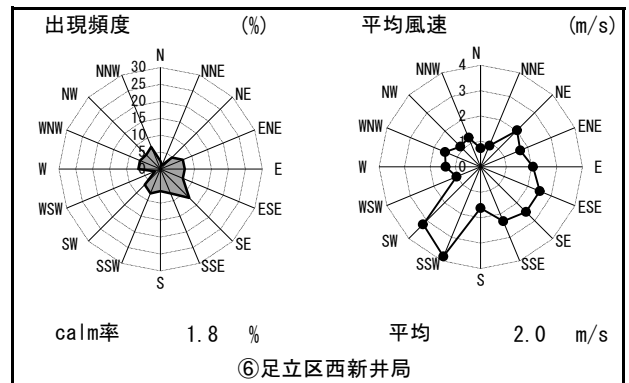 出現頻度 (%)
N
NNE
NE
ENE
E
ESE
SE
SSE
S
SSW
SW
WSW
W
WNW
NW
NNW
30
25
20
15
10
5
0
calm率 1.8 %
平均風速 (m/s)
N
NNE
NE
ENE
E
ESE
SE
SSE
S
SSW
SW
WSW
W
WNW
NW
NNW
4
3
2
1
0
平均 2.0 m/s
⑥足立区西新井局